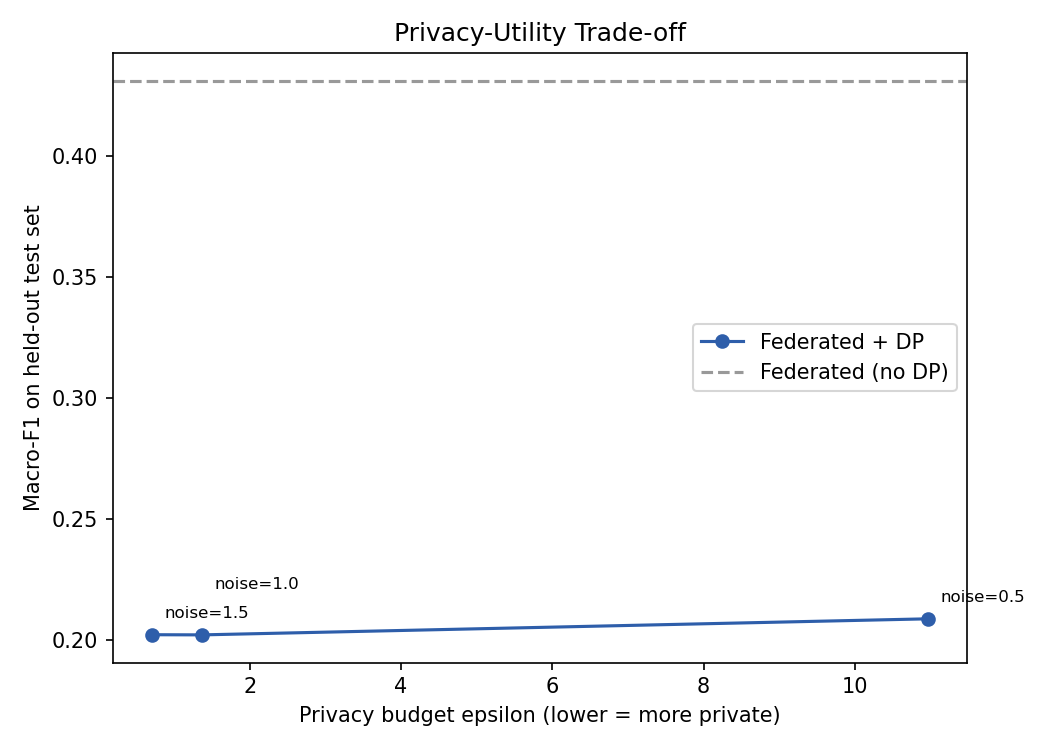 Privacy-Utility Trade-off
Macro-F1 on held-out test set
0.40
0.35
0.30
0.25
0.20
Federated + DP
Federated (no DP)
noise=1.0
noise=1.5
noise=0.5
2
4
6
8
10
Privacy budget epsilon (lower = more private)